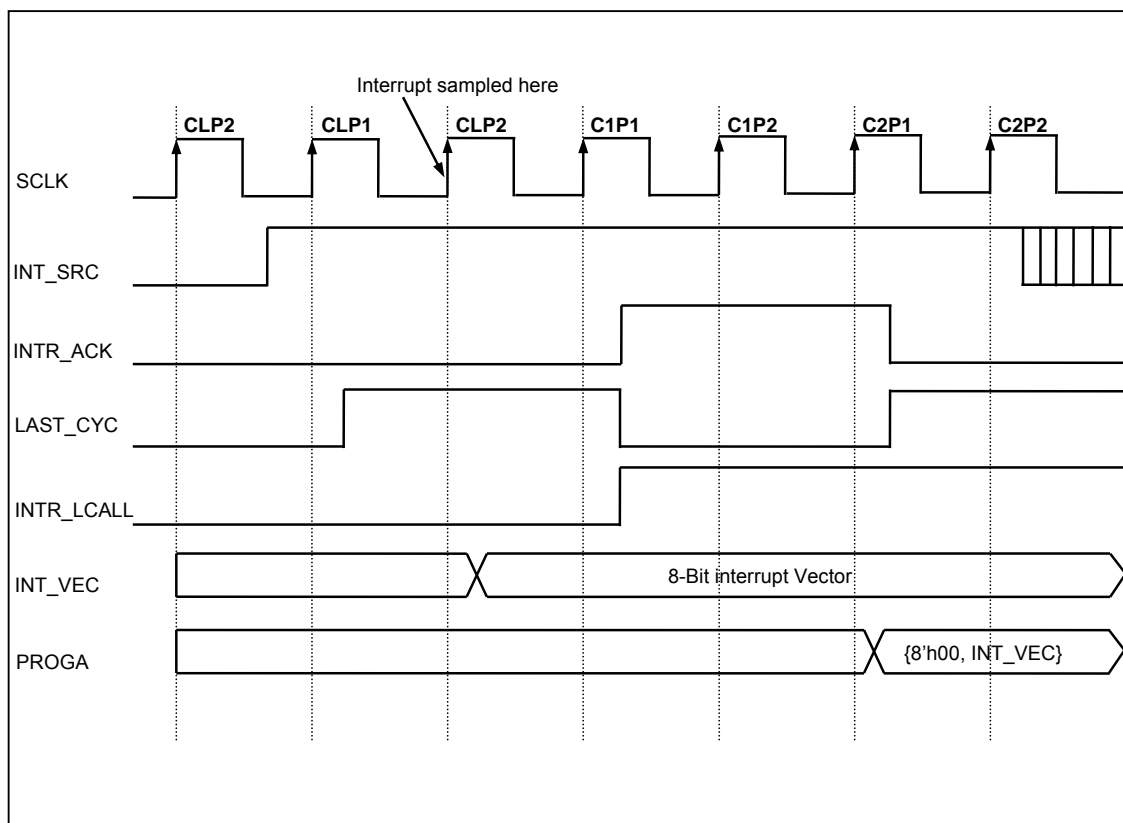 Interrupt sampled here
CLP2 CLP1 CLP2 C1P1 C1P2 C2P1 C2P2
SCLK
INT_SRC
INTR_ACK
LAST_CYC
INTR_LCALL
INT_VEC 8-Bit interrupt Vector
PROGA {8'h00, INT_VEC}